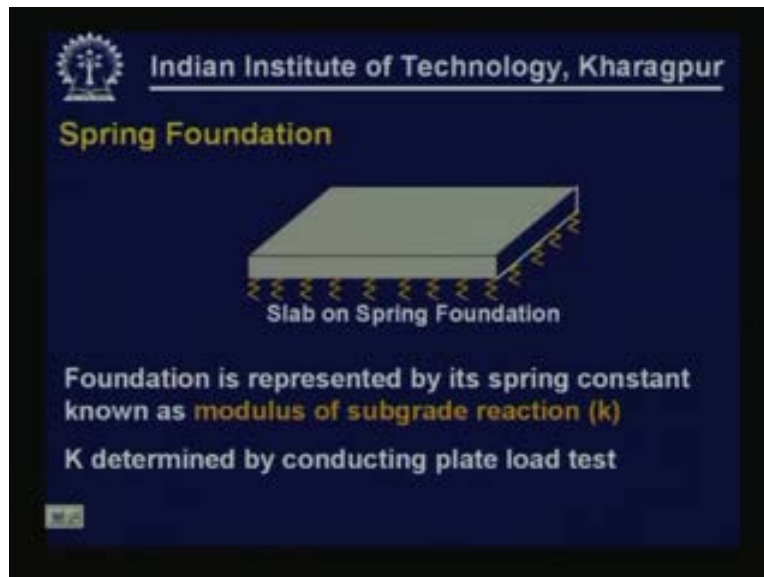 Indian Institute of Technology, Kharagpur
Spring Foundation
Slab on Spring Foundation
Foundation is represented by its spring constant
known as modulus of subgrade reaction (k)
K determined by conducting plate load test